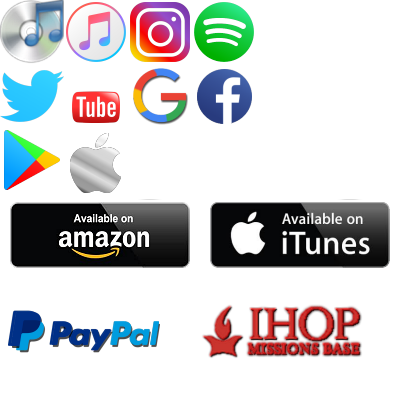 Tube
Available on
amazon
Available on
iTunes
PayPal
IHOP
MISSIONS BASE